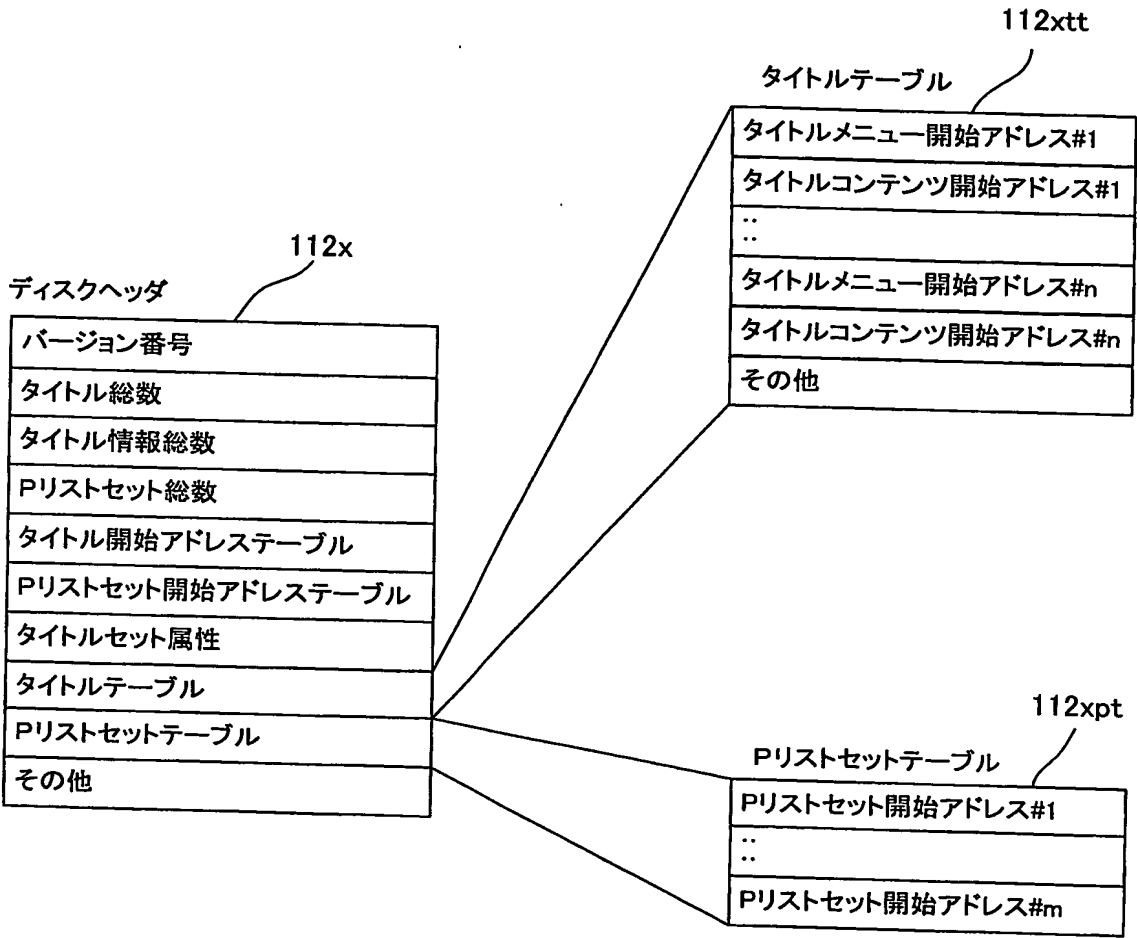 112x
ディスクヘッダ
バージョン番号
タイトル総数
タイトル情報総数
Pリストセット総数
タイトル開始アドレステーブル
Pリストセット開始アドレステーブル
タイトルセット属性
タイトルテーブル
Pリストセットテーブル
その他
112xtt
タイトルテーブル
タイトルメニュー開始アドレス#1
タイトルコンテンツ開始アドレス#1
::
タイトルメニュー開始アドレス#n
タイトルコンテンツ開始アドレス#n
その他
112xpt
Pリストセットテーブル
Pリストセット開始アドレス#1
::
Pリストセット開始アドレス#m